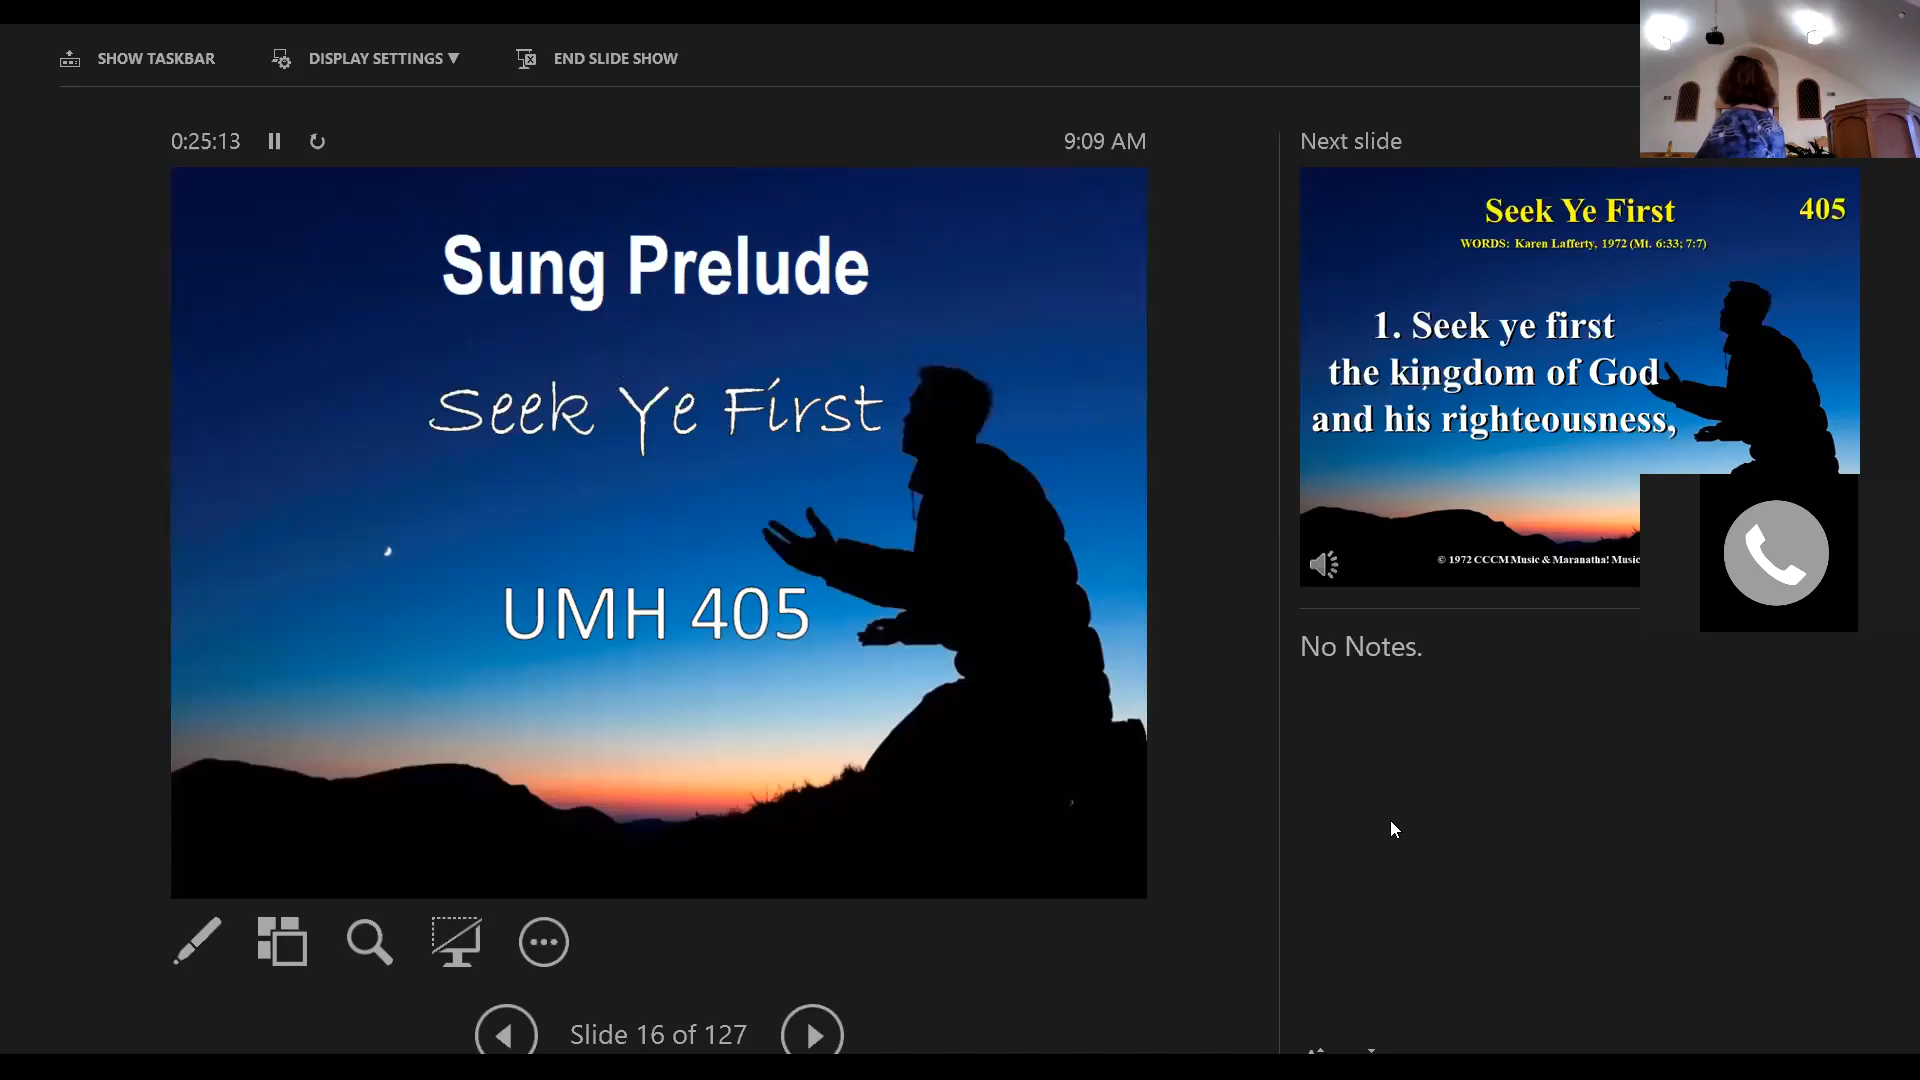 SHOW TASKBAR
DISPLAY SETTINGS ▼
END SLIDE SHOW
0:25:13
9:09 AM
Sung Prelude
Seek Ye First
UMH 405
Next slide
Seek Ye First
405
WORDS: Karen Lafferty, 1972 (Mt. 6:33; 7:7)
1. Seek ye first
the kingdom of God
and his righteousness,
© 1972 CCCM Music & Maranatha! Music
No Notes.
Slide 16 of 127